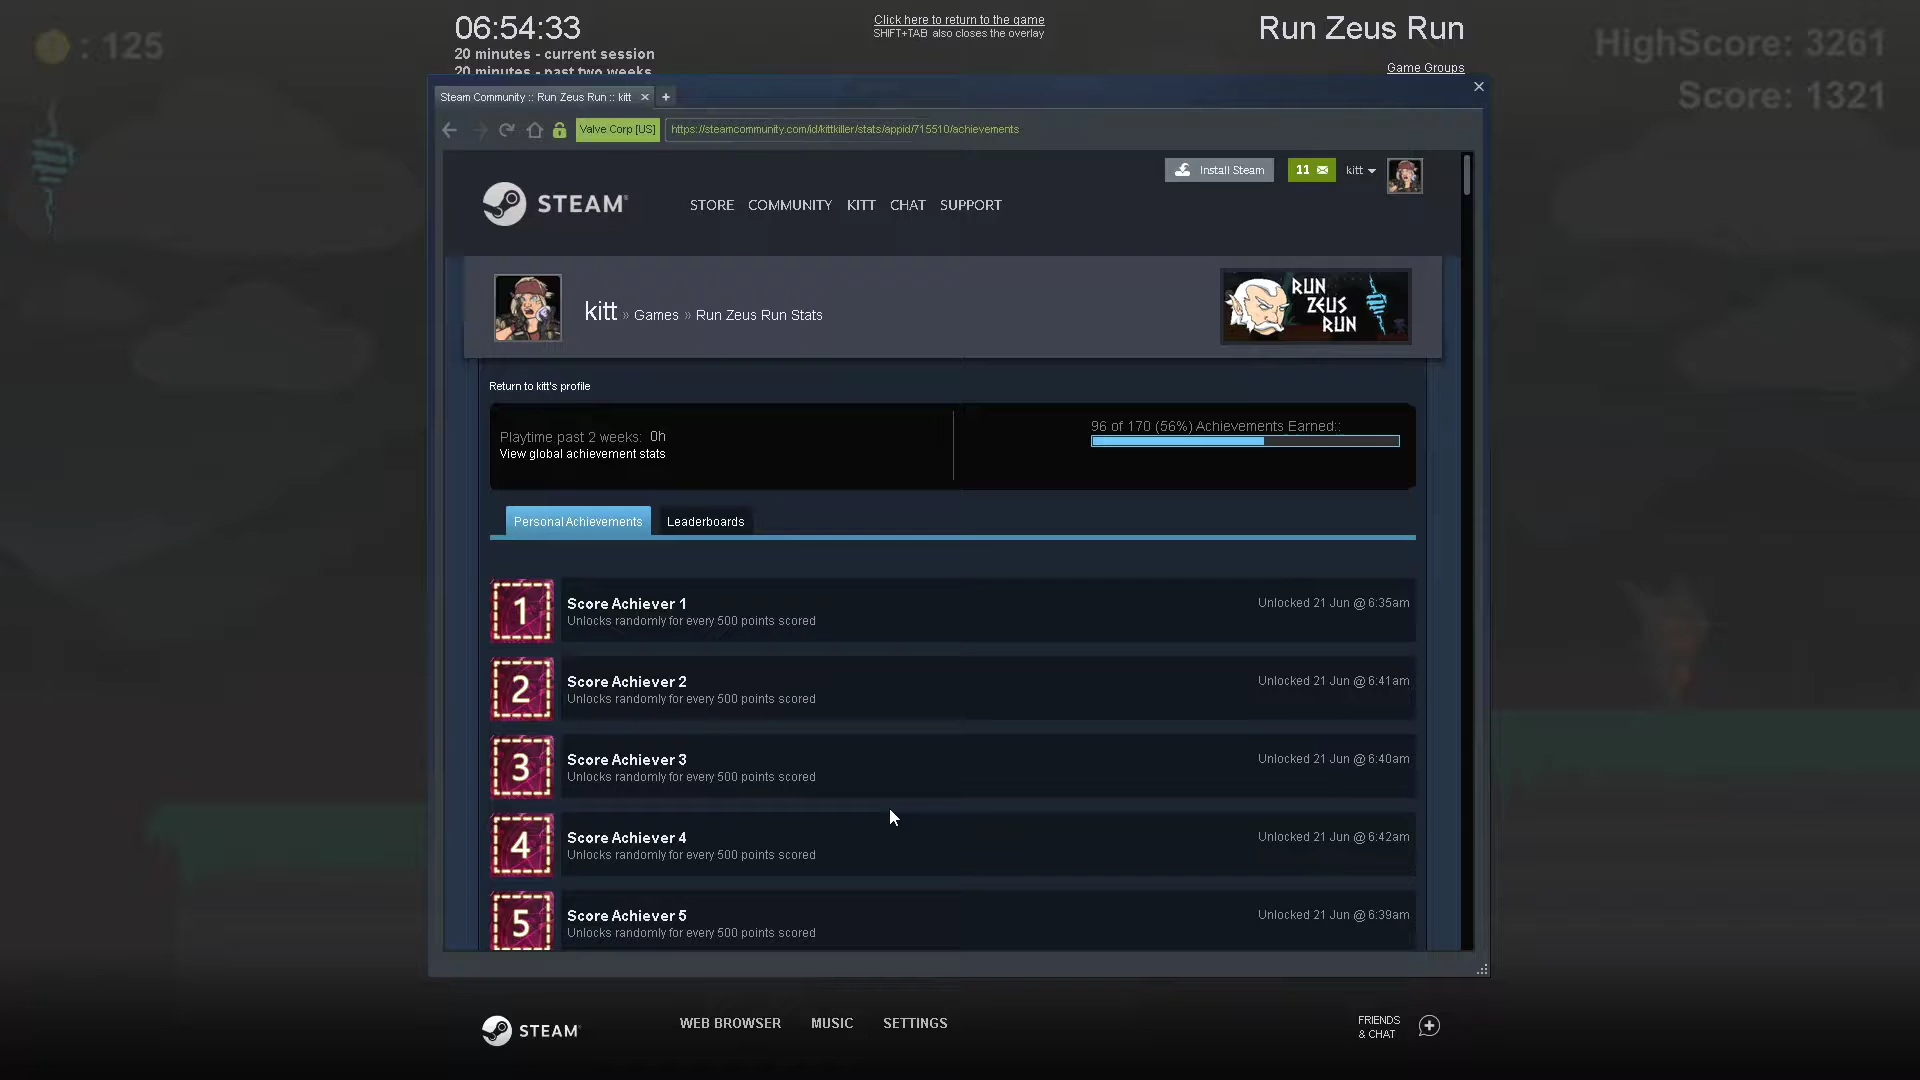 : 125
06:54:33
20 minutes - current session
20 minutes - past two weeks
Click here to return to the game
SHIFT+TAB also closes the overlay
Run Zeus Run
Game Groups
HighScore: 3261
Score: 1321
Steam Community :: Run Zeus Run :: kitt
Valve Corp [US]
https://steamcommunity.com/id/kittkiller/stats/appid/715510/achievements
Install Steam
11
kitt
STEAM
STORE COMMUNITY KITT CHAT SUPPORT
kitt » Games » Run Zeus Run Stats
RUN
ZEUS
RUN
Return to kitt's profile
Playtime past 2 weeks: 0h
View global achievement stats
96 of 170 (56%) Achievements Earned::
Personal Achievements
Leaderboards
1
Score Achiever 1
Unlocks randomly for every 500 points scored
Unlocked 21 Jun @ 6:35am
2
Score Achiever 2
Unlocks randomly for every 500 points scored
Unlocked 21 Jun @ 6:41am
3
Score Achiever 3
Unlocks randomly for every 500 points scored
Unlocked 21 Jun @ 6:40am
4
Score Achiever 4
Unlocks randomly for every 500 points scored
Unlocked 21 Jun @ 6:42am
5
Score Achiever 5
Unlocks randomly for every 500 points scored
Unlocked 21 Jun @ 6:39am
STEAM
WEB BROWSER MUSIC SETTINGS
FRIENDS
& CHAT